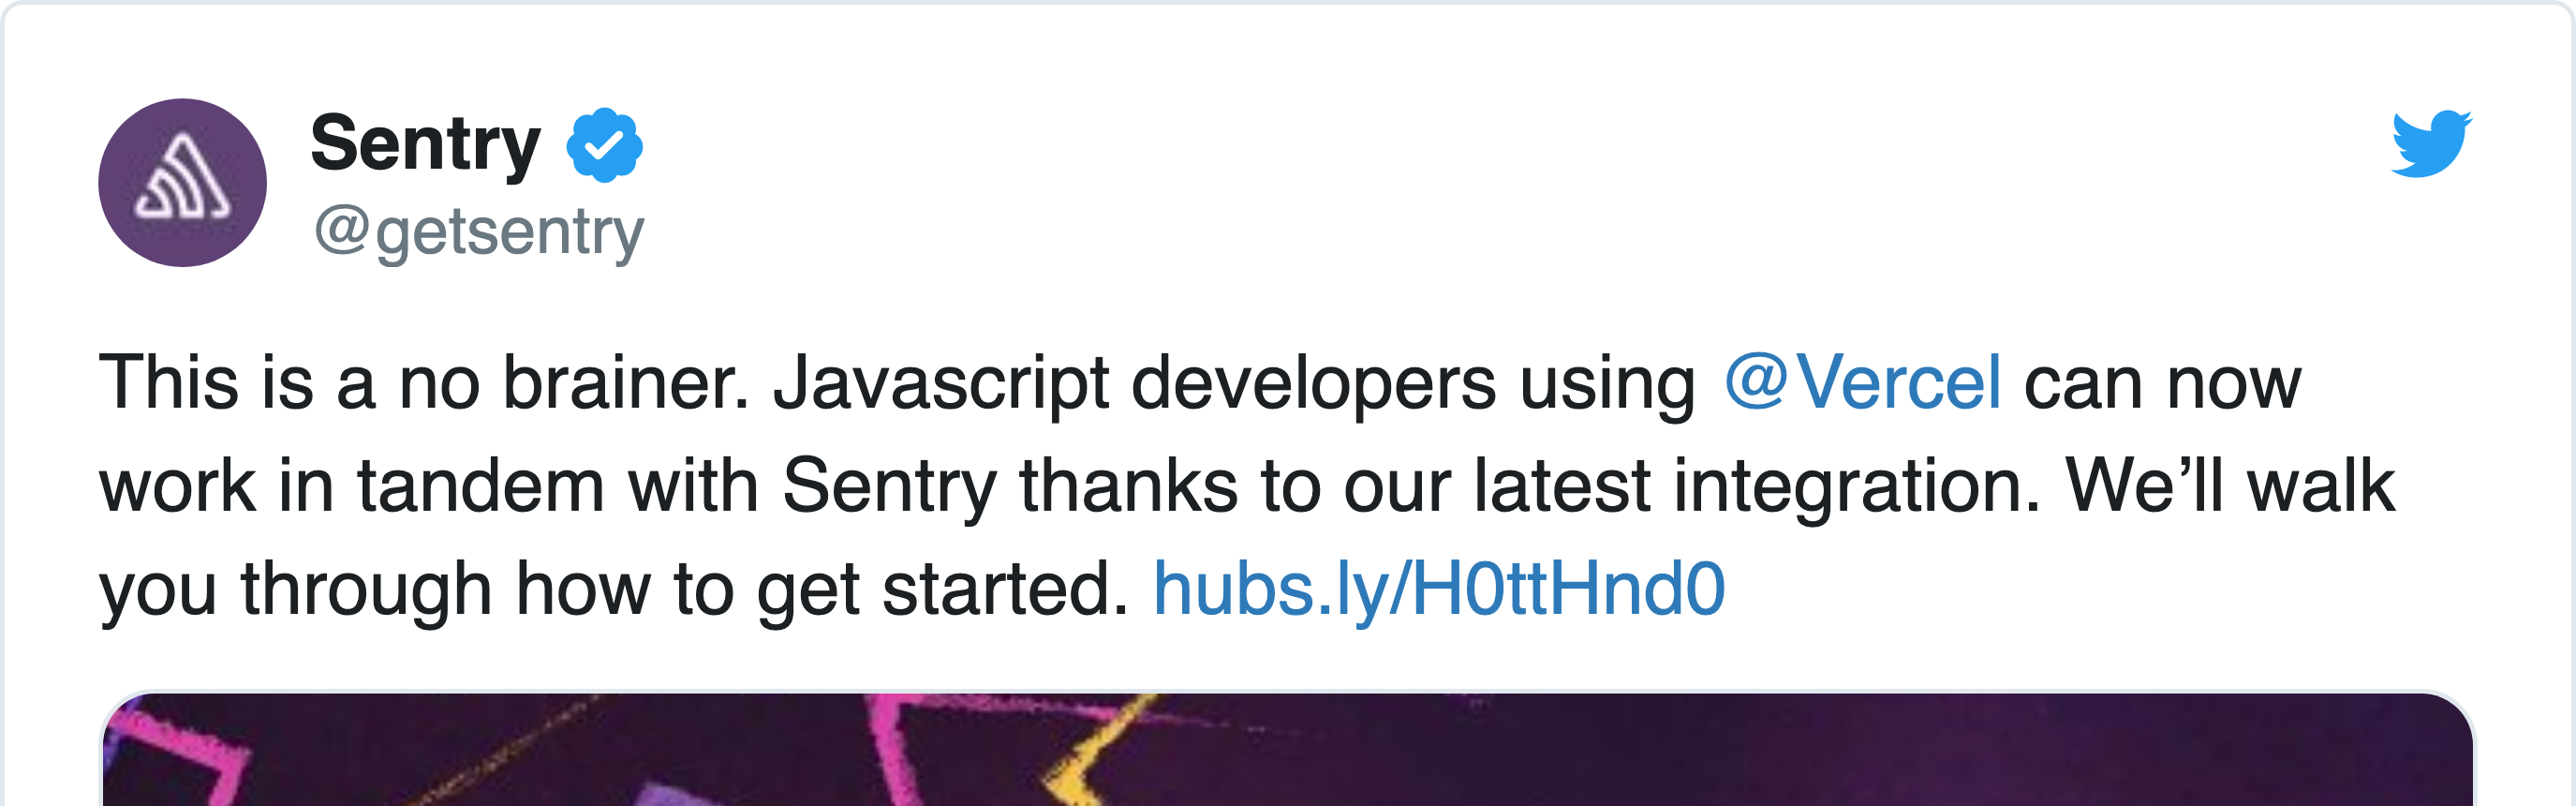 Sentry
@getsentry
This is a no brainer. Javascript developers using @Vercel can now
work in tandem with Sentry thanks to our latest integration. We’ll walk
you through how to get started. hubs.ly/H0ttHnd0